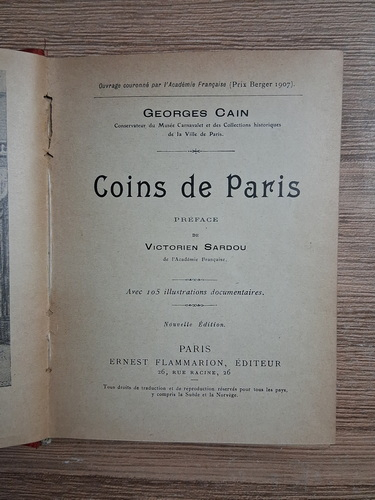 Ouvrage couronné par l'Académie Française (Prix Berger 1907).
GEORGES CAIN
Conservateur du Musée Carnavalet et des Collections historiques
de la Ville de Paris.
Coins de Paris
PRÉFACE
DE
VICTORIEN SARDOU
de l'Académie Française.
Avec 105 illustrations documentaires.
Nouvelle Édition.
PARIS
ERNEST FLAMMARION, ÉDITEUR
26, RUE RACINE, 26
Tous droits de traduction et de reproduction réservés pour tous les pays,
y compris la Suède et la Norvège.